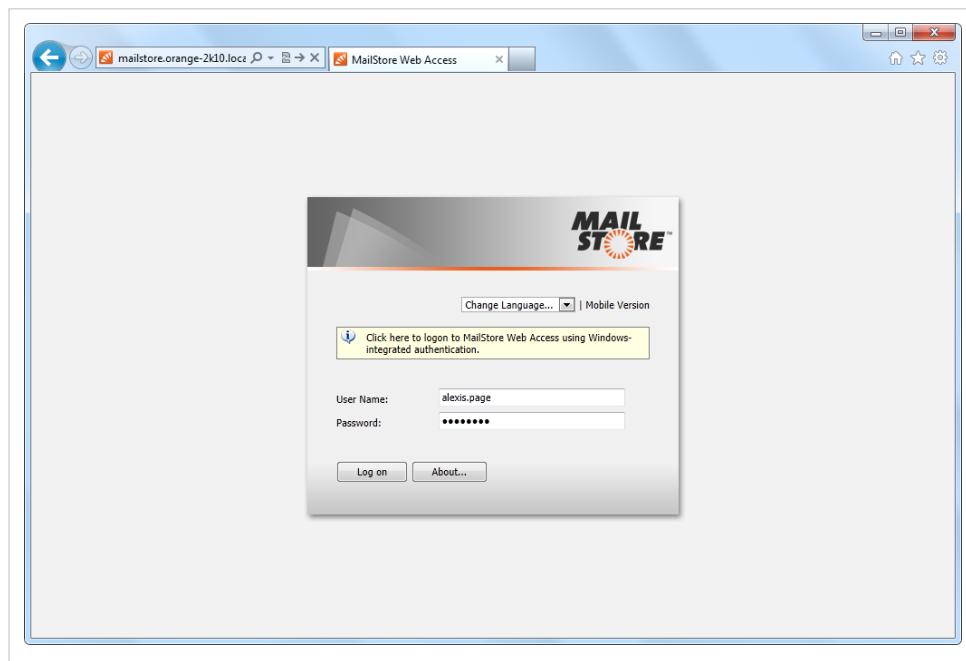 mailstore.orange-2k10.loca
MailStore Web Access
MAIL
STORE™
Change Language... | Mobile Version
Click here to logon to MailStore Web Access using Windows-
integrated authentication.
User Name: alexis.page
Password: ••••••••
Log on About...